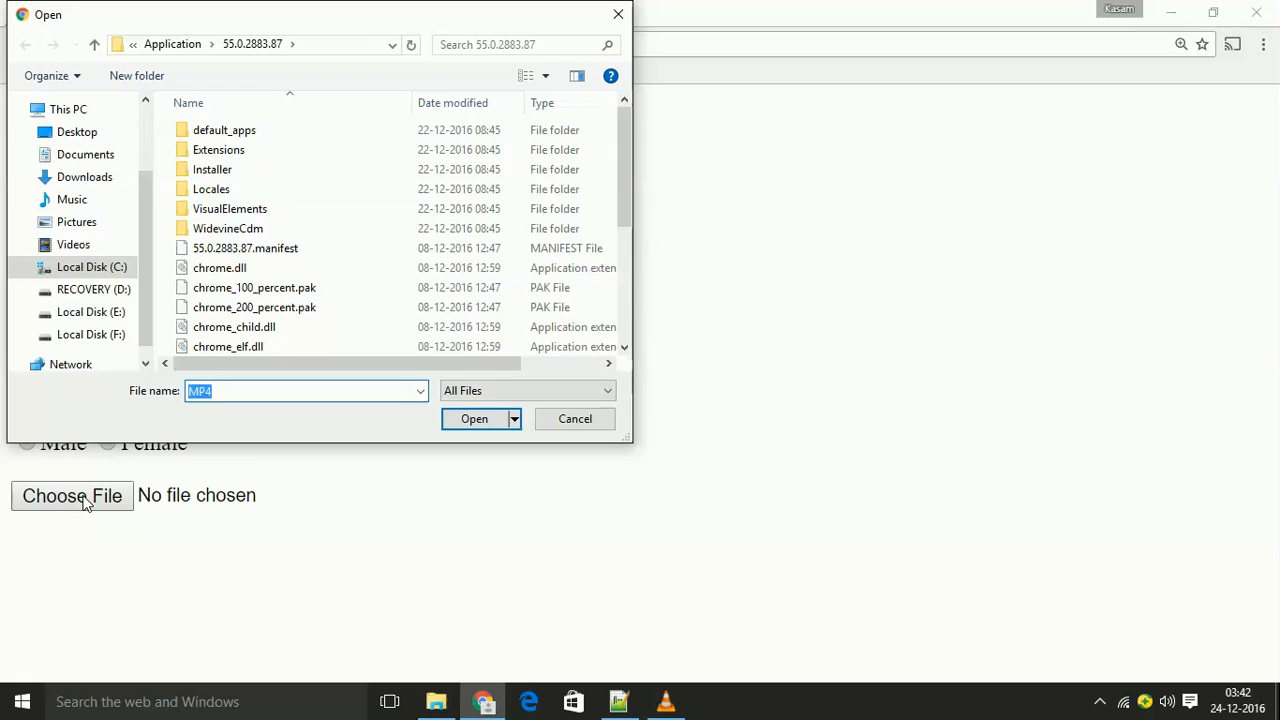 Open
Kasam
« Application › 55.0.2883.87 ›
Search 55.0.2883.87
Organize
New folder
This PC
Desktop
Documents
Downloads
Music
Pictures
Videos
Local Disk (C:)
RECOVERY (D:)
Local Disk (E:)
Local Disk (F:)
Network
Name Date modified Type
default_apps 22-12-2016 08:45 File folder
Extensions 22-12-2016 08:45 File folder
Installer 22-12-2016 08:45 File folder
Locales 22-12-2016 08:45 File folder
VisualElements 22-12-2016 08:45 File folder
WidevineCdm 22-12-2016 08:45 File folder
55.0.2883.87.manifest 08-12-2016 12:47 MANIFEST File
chrome.dll 08-12-2016 12:59 Application exten
chrome_100_percent.pak 08-12-2016 12:47 PAK File
chrome_200_percent.pak 08-12-2016 12:47 PAK File
chrome_child.dll 08-12-2016 12:59 Application exten
chrome_elf.dll 08-12-2016 12:59 Application exten
File name: MP4 All Files
Open Cancel
Male Female
Choose File No file chosen
Search the web and Windows
03:42
24-12-2016